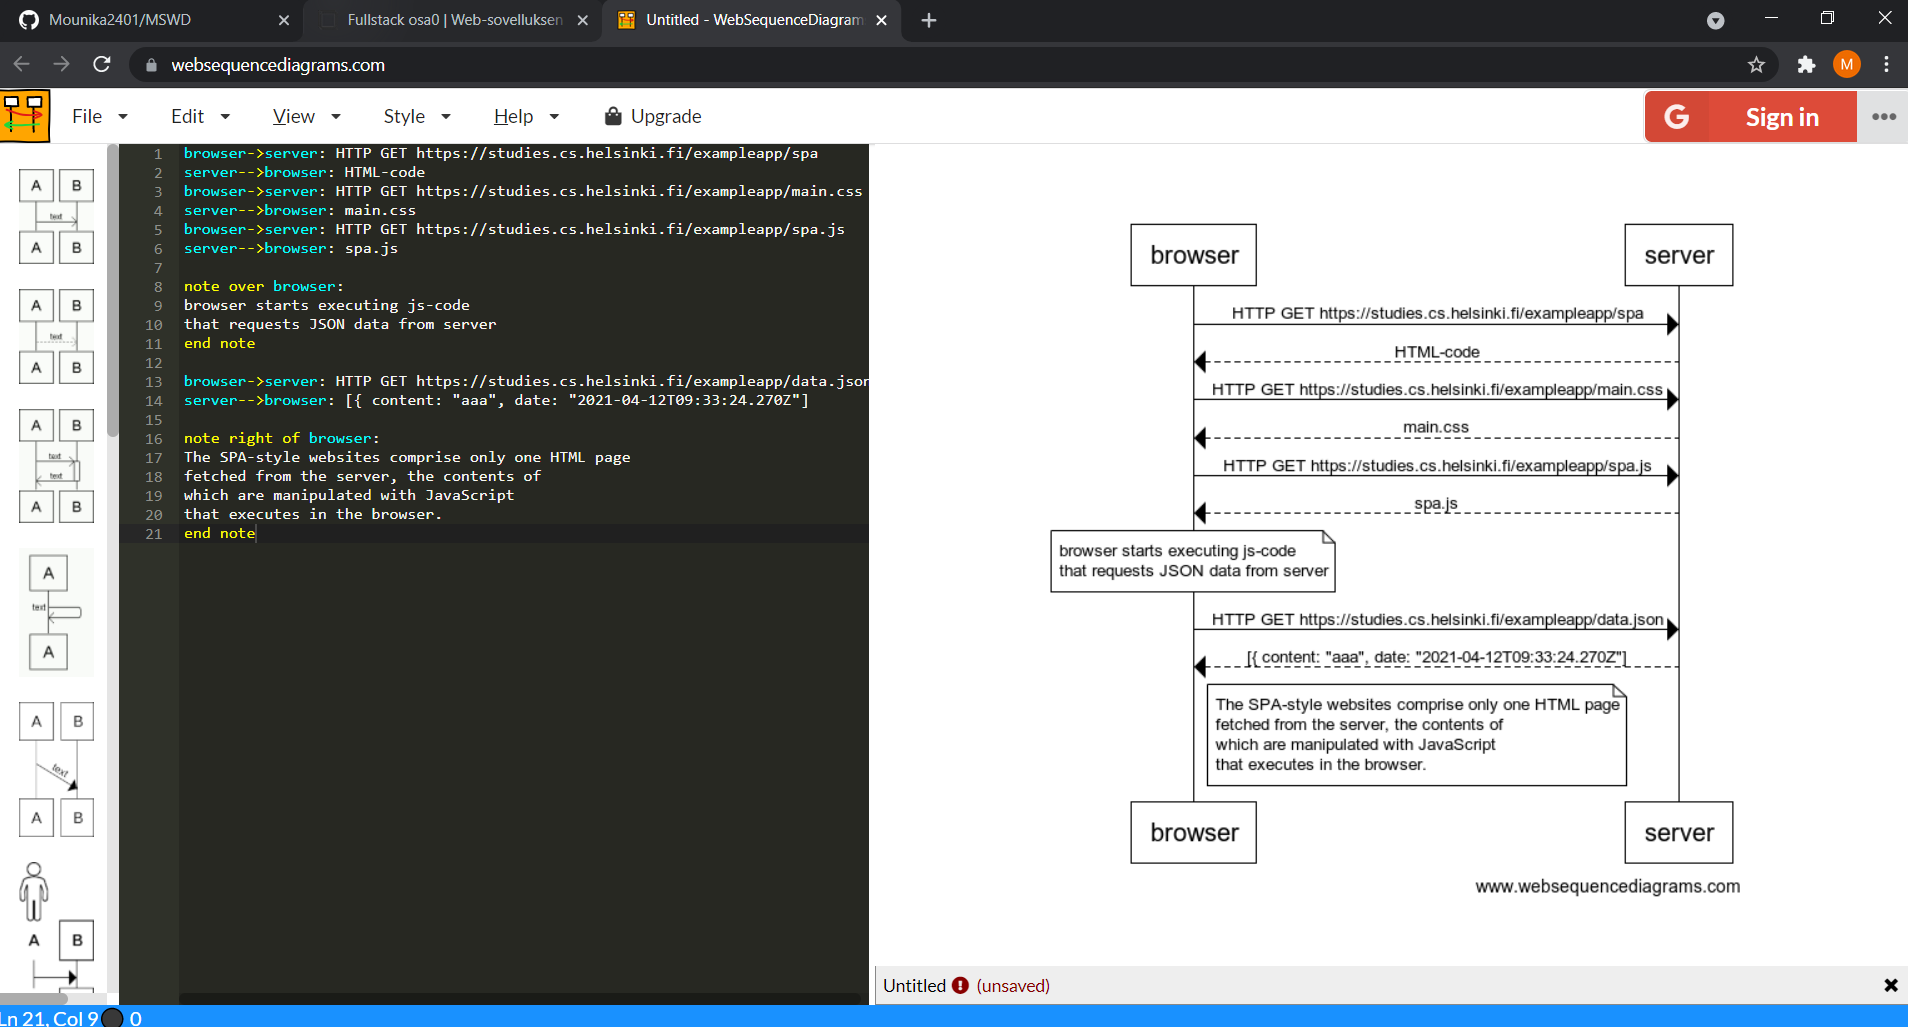 Mounika2401/MSWD
Fullstack osa0 | Web-sovelluksen
Untitled - WebSequenceDiagram
websequencediagrams.com
M
File
Edit
View
Style
Help
Upgrade
G
Sign in
A B
text
A B
A B
text
A B
A B
text
text
A B
A
text
A
A B
text
A B
A B
1 browser->server: HTTP GET https://studies.cs.helsinki.fi/exampleapp/spa
2 server-->browser: HTML-code
3 browser->server: HTTP GET https://studies.cs.helsinki.fi/exampleapp/main.css
4 server-->browser: main.css
5 browser->server: HTTP GET https://studies.cs.helsinki.fi/exampleapp/spa.js
6 server-->browser: spa.js
7
8 note over browser:
9 browser starts executing js-code
10 that requests JSON data from server
11 end note
12
13 browser->server: HTTP GET https://studies.cs.helsinki.fi/exampleapp/data.json
14 server-->browser: [{ content: "aaa", date: "2021-04-12T09:33:24.270Z"]
15
16 note right of browser:
17 The SPA-style websites comprise only one HTML page
18 fetched from the server, the contents of
19 which are manipulated with JavaScript
20 that executes in the browser.
21 end note
browser server
HTTP GET https://studies.cs.helsinki.fi/exampleapp/spa
HTML-code
HTTP GET https://studies.cs.helsinki.fi/exampleapp/main.css
main.css
HTTP GET https://studies.cs.helsinki.fi/exampleapp/spa.js
spa.js
browser starts executing js-code
that requests JSON data from server
HTTP GET https://studies.cs.helsinki.fi/exampleapp/data.json
[{ content: "aaa", date: "2021-04-12T09:33:24.270Z"]
The SPA-style websites comprise only one HTML page
fetched from the server, the contents of
which are manipulated with JavaScript
that executes in the browser.
browser server
www.websequencediagrams.com
Untitled ! (unsaved)
Ln 21, Col 9 0